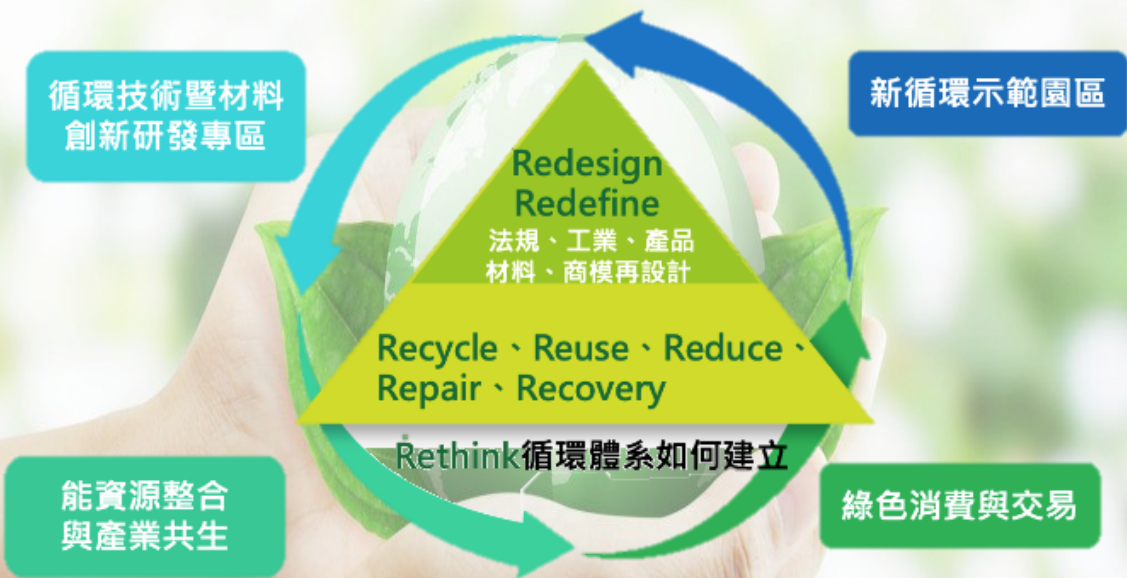 循環技術暨材料
創新研發專區
新循環示範園區
Redesign
Redefine
法規、工業、產品
材料、商模再設計
Recycle、Reuse、Reduce、
Repair、Recovery
Rethink循環體系如何建立
能資源整合
與產業共生
綠色消費與交易